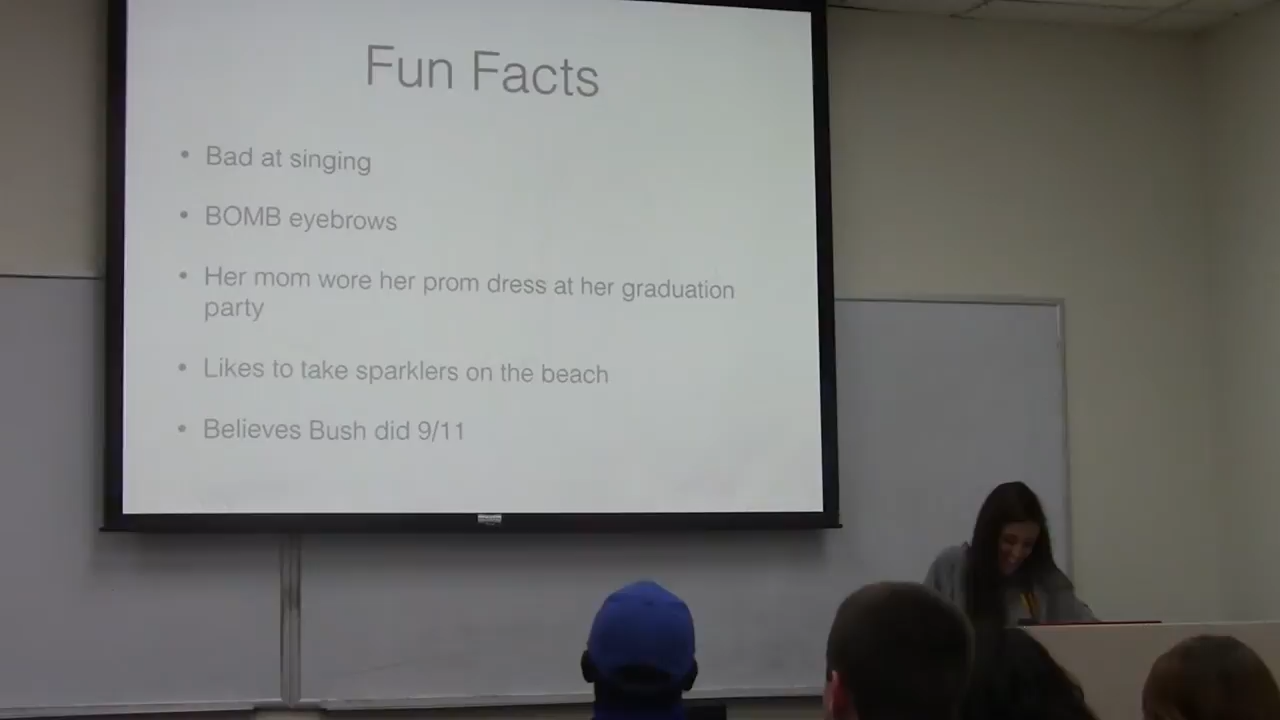 Fun Facts
• Bad at singing
• BOMB eyebrows
• Her mom wore her prom dress at her graduation
party
• Likes to take sparklers on the beach
• Believes Bush did 9/11